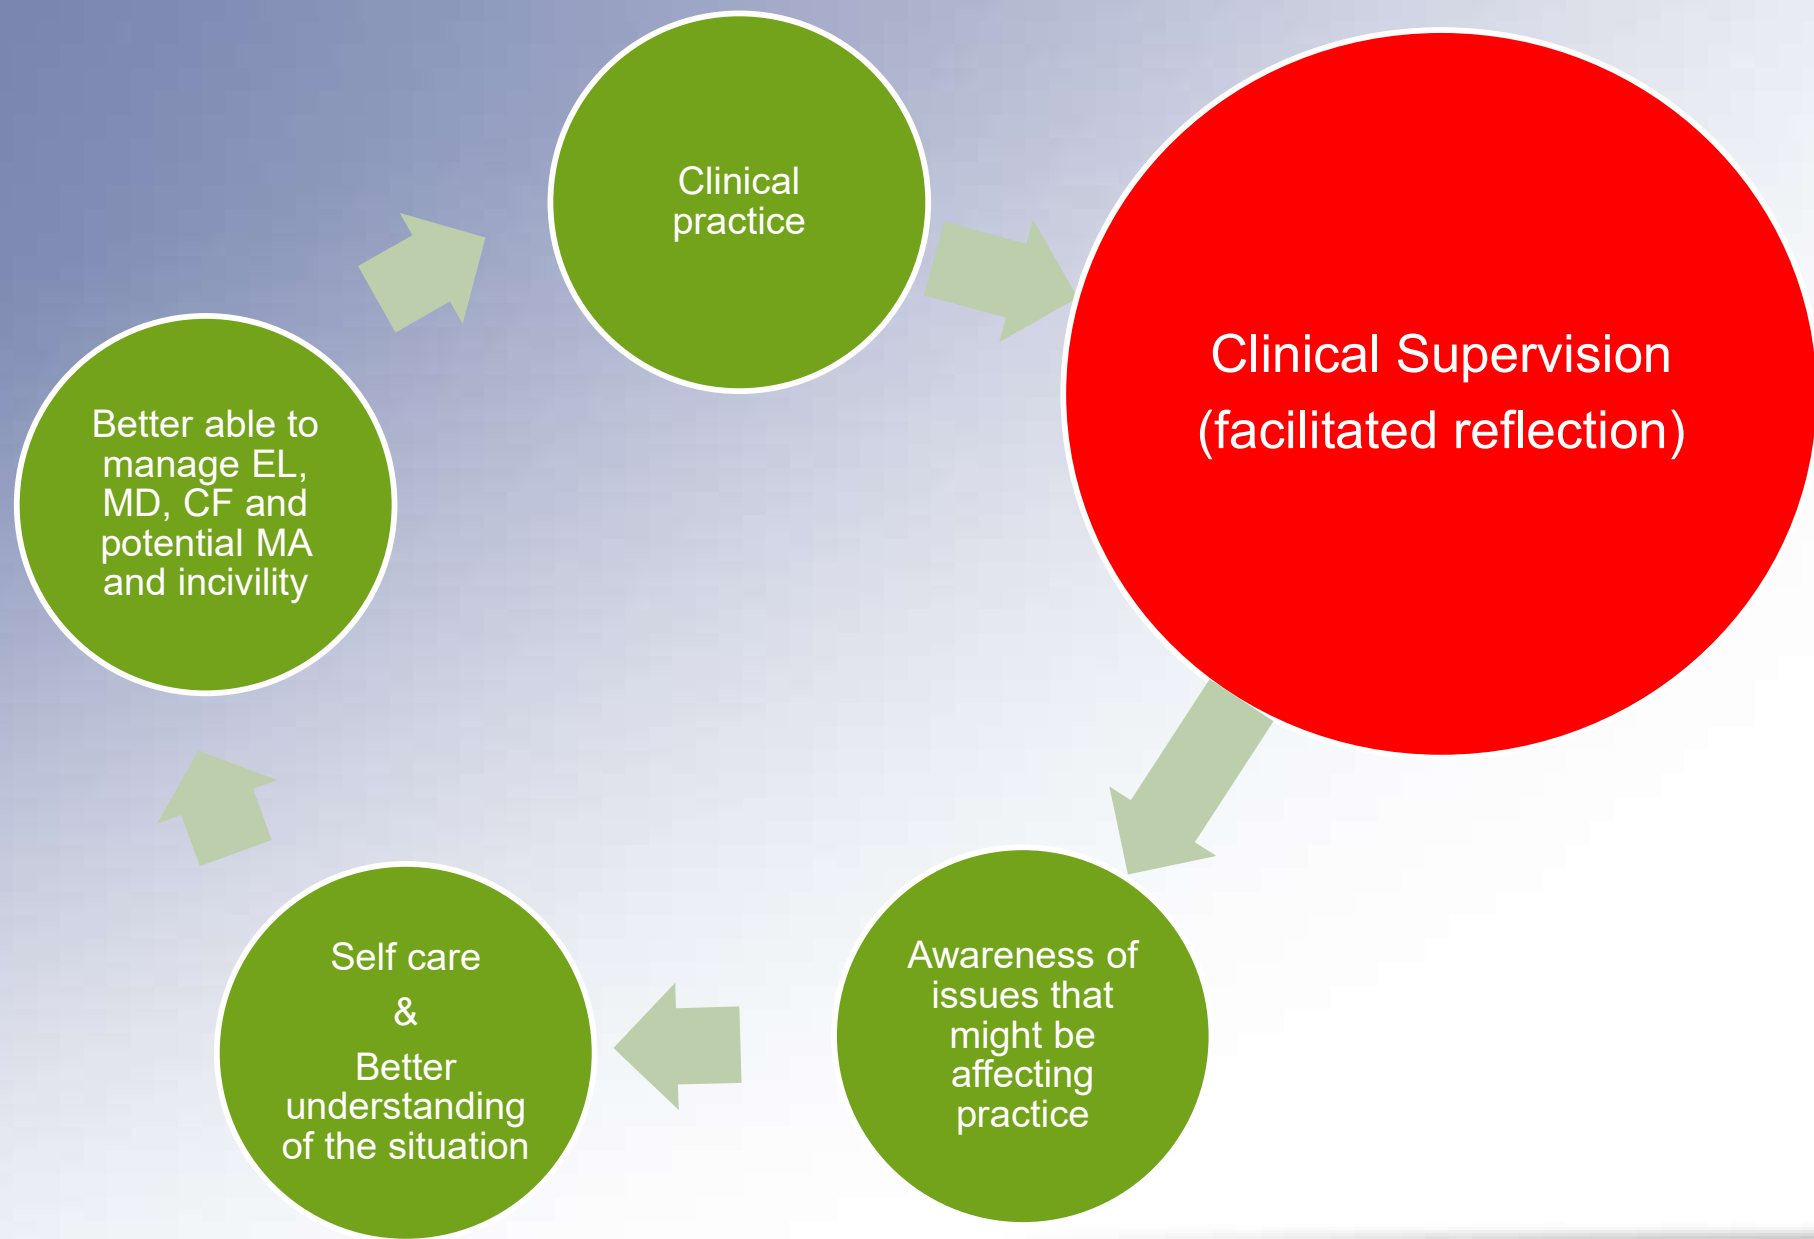 Clinical
practice
Clinical Supervision
(facilitated reflection)
Awareness of
issues that
might be
affecting
practice
Self care
&
Better
understanding
of the situation
Better able to
manage EL,
MD, CF and
potential MA
and incivility